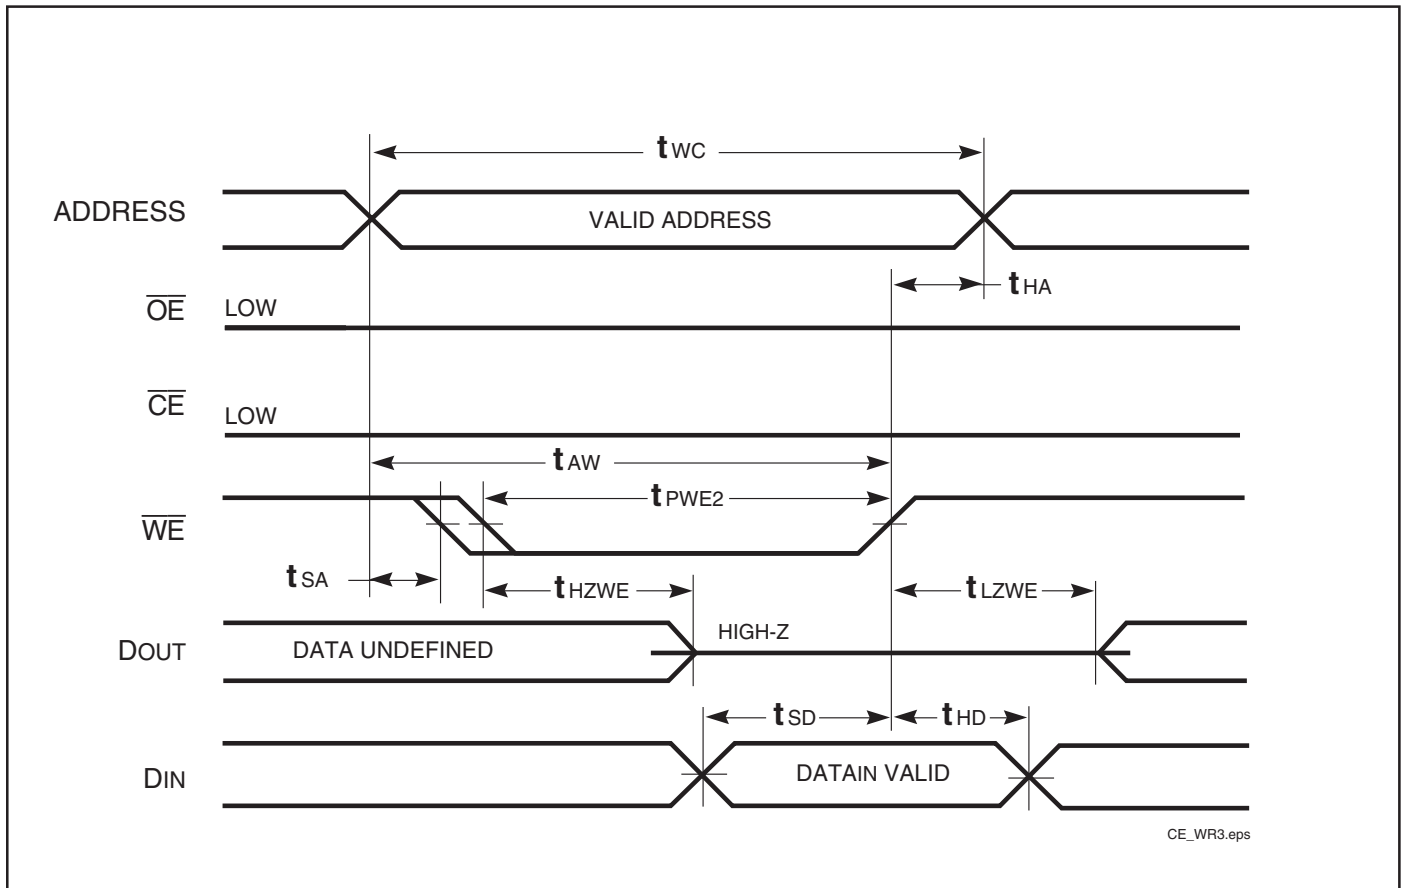 tWC
ADDRESS
VALID ADDRESS
tHA
OE
LOW
CE
LOW
tAW
tPWE2
WE
tSA
tHZWE
tLZWE
DOUT
DATA UNDEFINED
HIGH-Z
tSD
tHD
DIN
DATAIN VALID
CE_WR3.eps